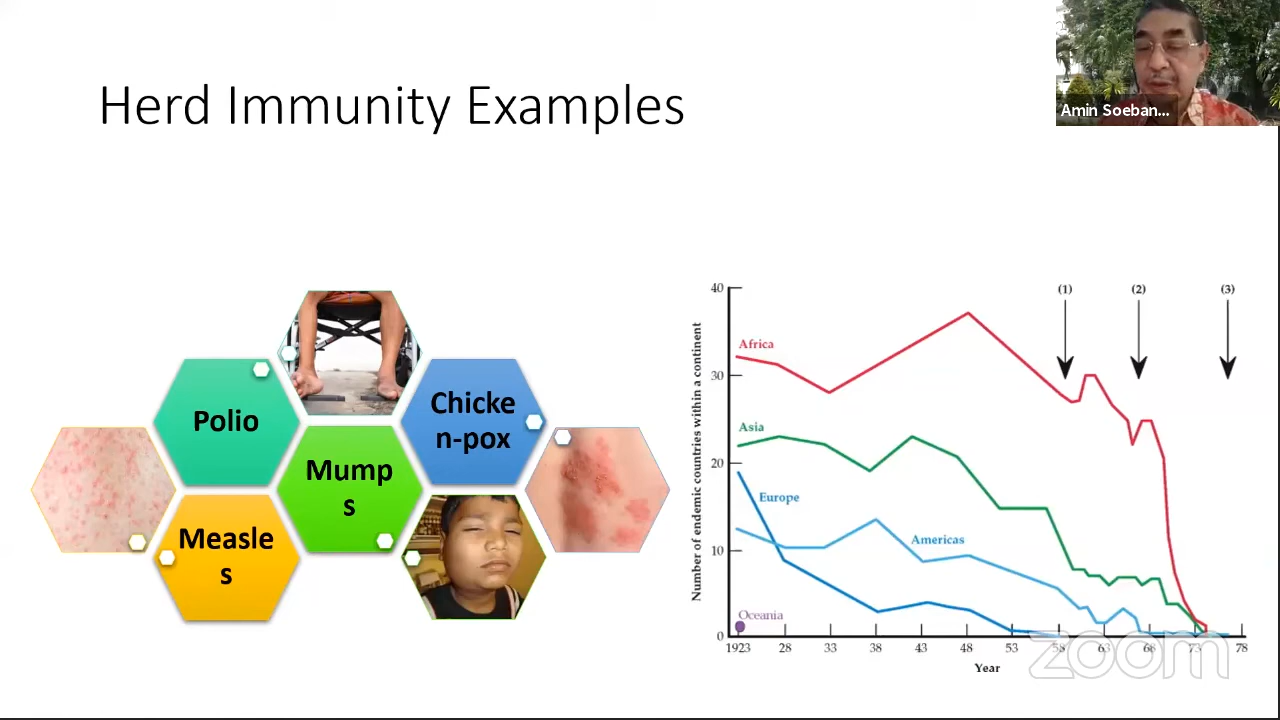 Amin Soeban...
Herd Immunity Examples
Polio
Chicke
n-pox
Mump
s
Measle
s
Number of endemic countries within a continent
40
30
20
10
0
(1)
(2)
(3)
Africa
Asia
Europe
Americas
Oceania
1923 28 33 38 43 48 53 58 63 68 73 78
Year
zoom